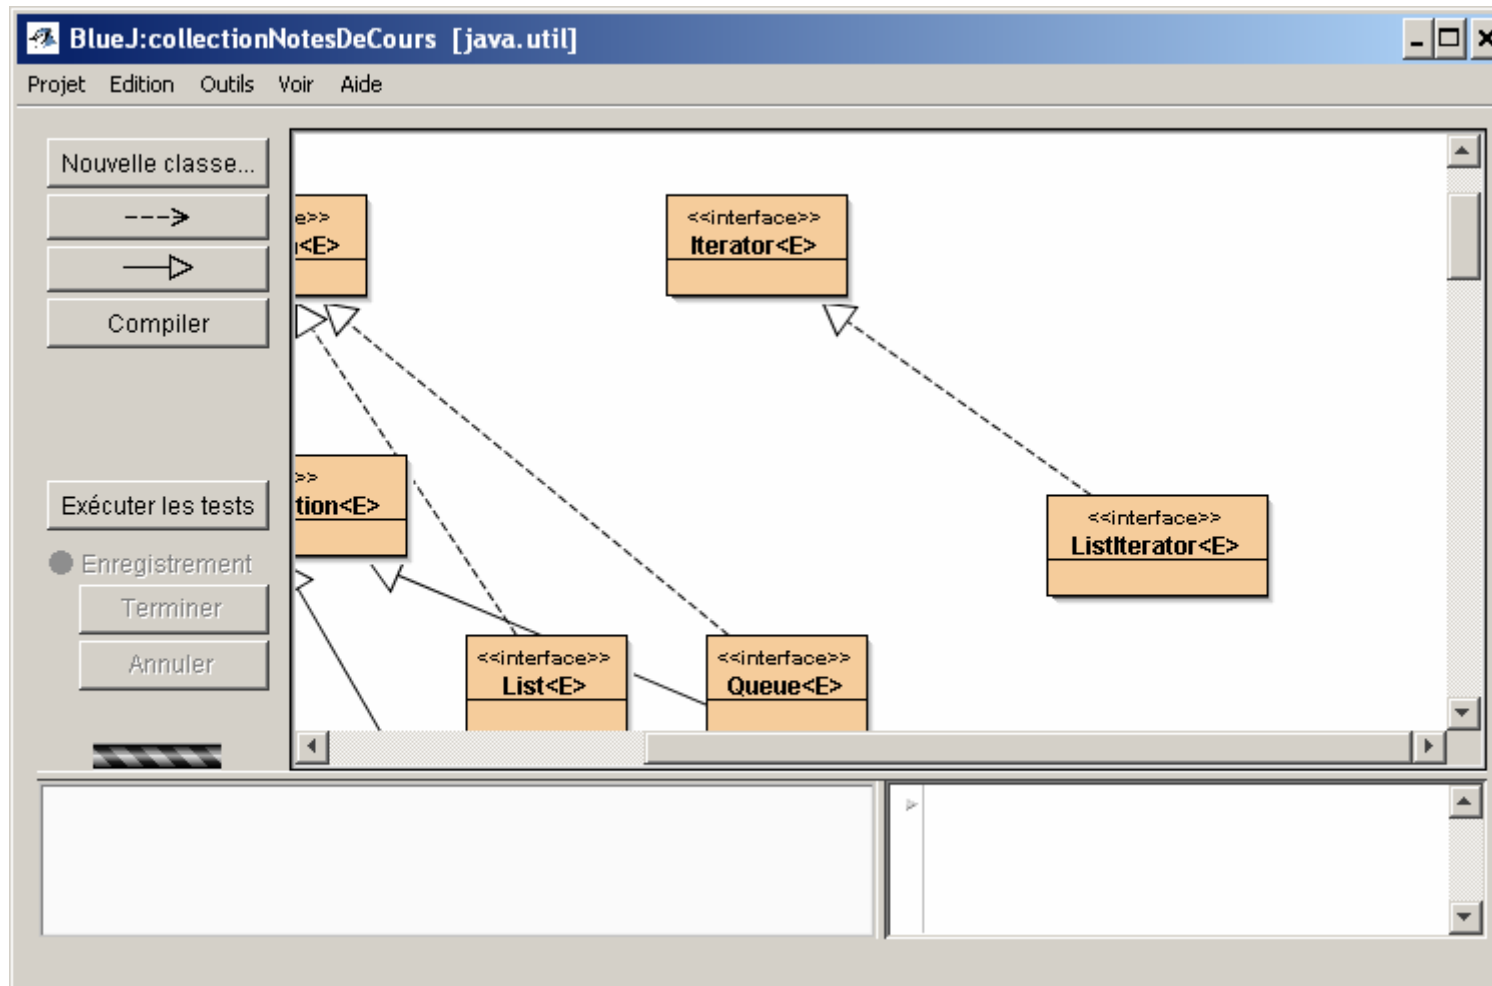 BlueJ:collectionNotesDeCours [java.util]
Projet Edition Outils Voir Aide
Nouvelle classe...
Compiler
Exécuter les tests
Enregistrement
Terminer
Annuler
e>>
<E>
<<interface>>
Iterator<E>
>>
tion<E>
<<interface>>
ListIterator<E>
<<interface>>
List<E>
<<interface>>
Queue<E>